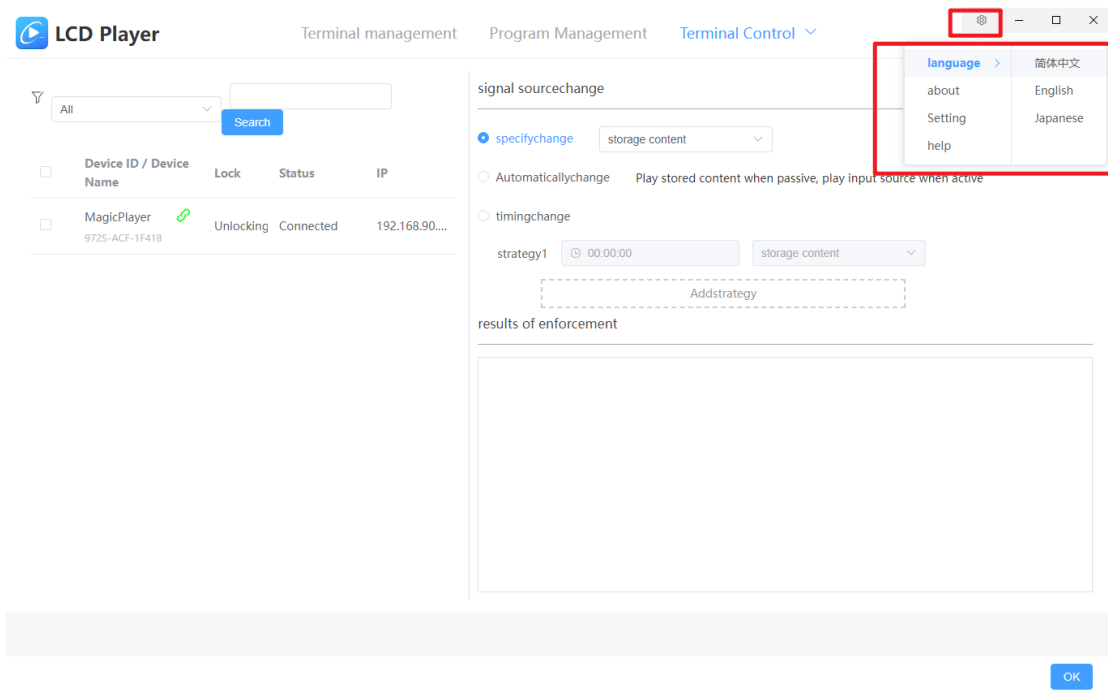 LCD Player
Terminal management Program Management Terminal Control
language 简体中文
about English
Setting Japanese
help
All
Search
Device ID / Device Name Lock Status IP
MagicPlayer Unlocking Connected 192.168.90....
972S-ACF-1F418
signal sourcechange
specifychange storage content
Automaticallychange Play stored content when passive, play input source when active
timingchange
strategy1 00:00:00 storage content
Addstrategy
results of enforcement
OK